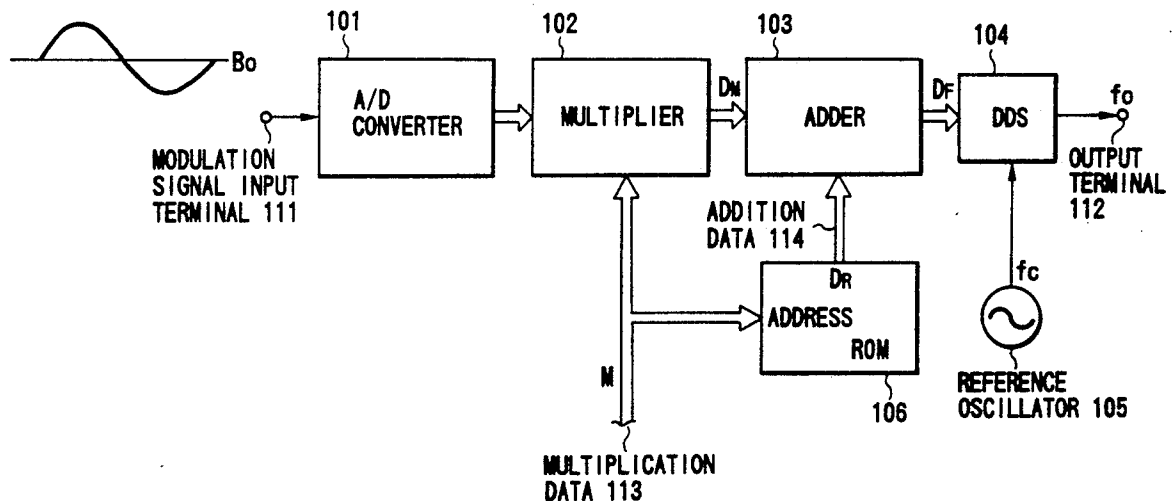 101
102
103
104
Bo
A/D
CONVERTER
MULTIPLIER
DM
ADDER
DF
DDS
fo
MODULATION
SIGNAL INPUT
TERMINAL 111
OUTPUT
TERMINAL
112
ADDITION
DATA 114
DR
ADDRESS
ROM
fc
M
106
REFERENCE
OSCILLATOR 105
MULTIPLICATION
DATA 113